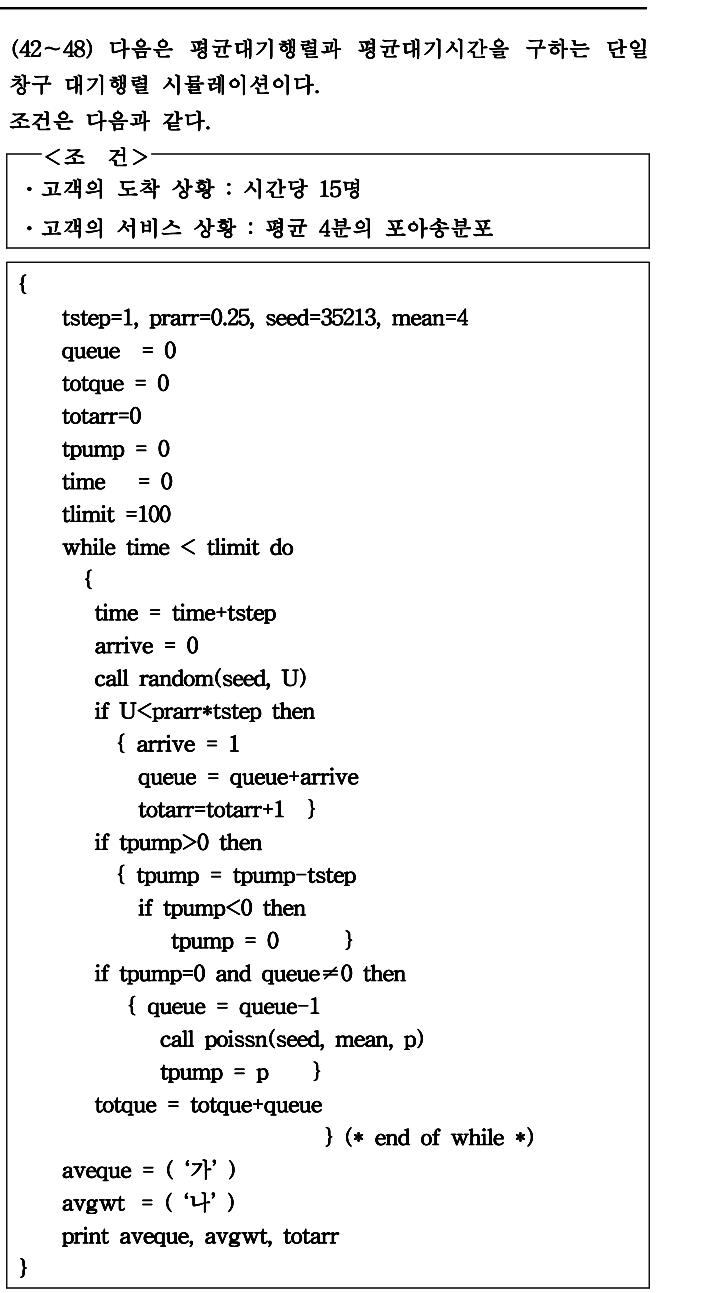 (42~48) 다음은 평균대기행렬과 평균대기시간을 구하는 단일
창구 대기행렬 시뮬레이션이다.
조건은 다음과 같다.
<조 건>
· 고객의 도착 상황 : 시간당 15명
· 고객의 서비스 상황 : 평균 4분의 포아송분포
{
tstep=1, prarr=0.25, seed=35213, mean=4
queue = 0
totque = 0
totarr=0
tpump = 0
time = 0
tlimit =100
while time < tlimit do
{
time = time+tstep
arrive = 0
call random(seed, U)
if U<prarr*tstep then
{ arrive = 1
queue = queue+arrive
totarr=totarr+1 }
if tpump>0 then
{ tpump = tpump-tstep
if tpump<0 then
tpump = 0 }
if tpump=0 and queue≠0 then
{ queue = queue-1
call poissn(seed, mean, p)
tpump = p }
totque = totque+queue
} (* end of while *)
aveque = ( ‘가’ )
avgwt = ( ‘나’ )
print aveque, avgwt, totarr
}